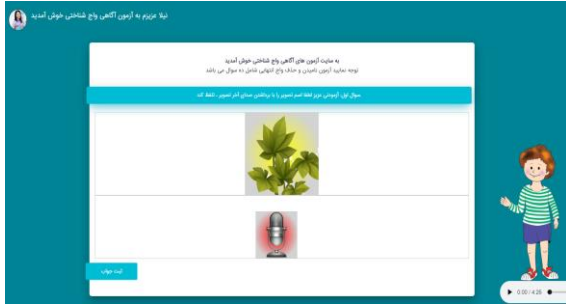 نیلا عزیزم به آزمون آگاهی واج شناختی خوش آمدید
به سایت آزمون های آگاهی واج شناختی خوش آمدید
توجه نمایید آزمون نامیدن و حذف واج انتهایی شامل ده سوال می باشد
سوال اول: آزمودنی عزیز لطفا اسم تصویر را با برداشتن صدای آخر تصویر ، تلفظ کند
ثبت جواب
0:00 / 4:28